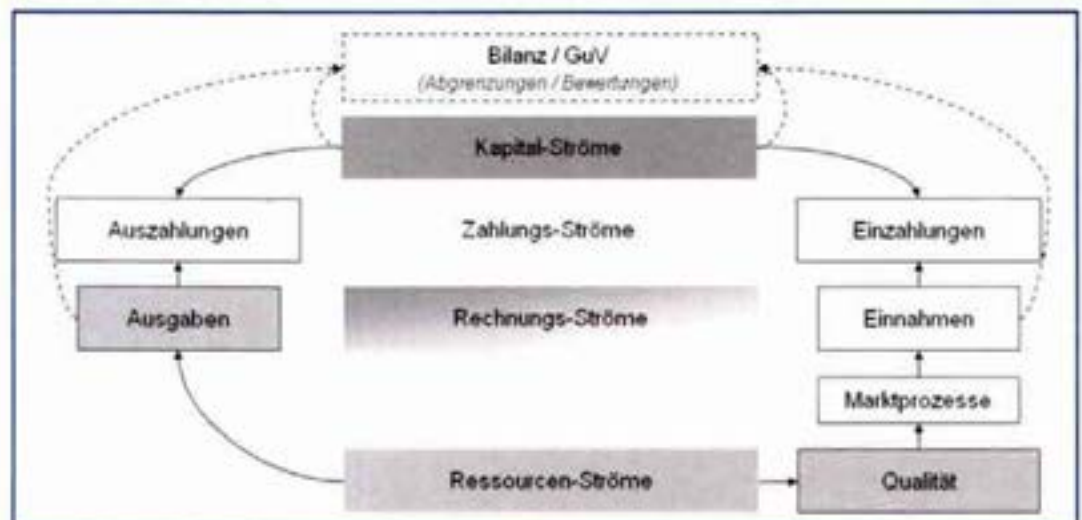 Bilanz / GuV
(Abgrenzungen / Bewertungen)
Kapital-Ströme
Auszahlungen
Zahlungs-Ströme
Einzahlungen
Ausgaben
Rechnungs-Ströme
Einnahmen
Marktprozesse
Ressourcen-Ströme
Qualität